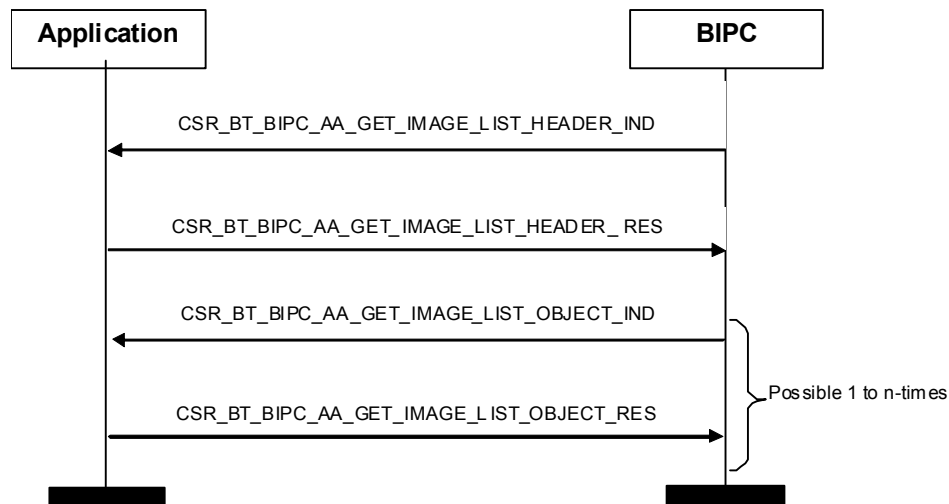 Application
BIPC
CSR_BT_BIPC_AA_GET_IMAGE_LIST_HEADER_IND
CSR_BT_BIPC_AA_GET_IMAGE_LIST_HEADER_ RES
CSR_BT_BIPC_AA_GET_IMAGE_LIST_OBJECT_IND
Possible 1 to n-times
CSR_BT_BIPC_AA_GET_IMAGE_LIST_OBJECT_RES